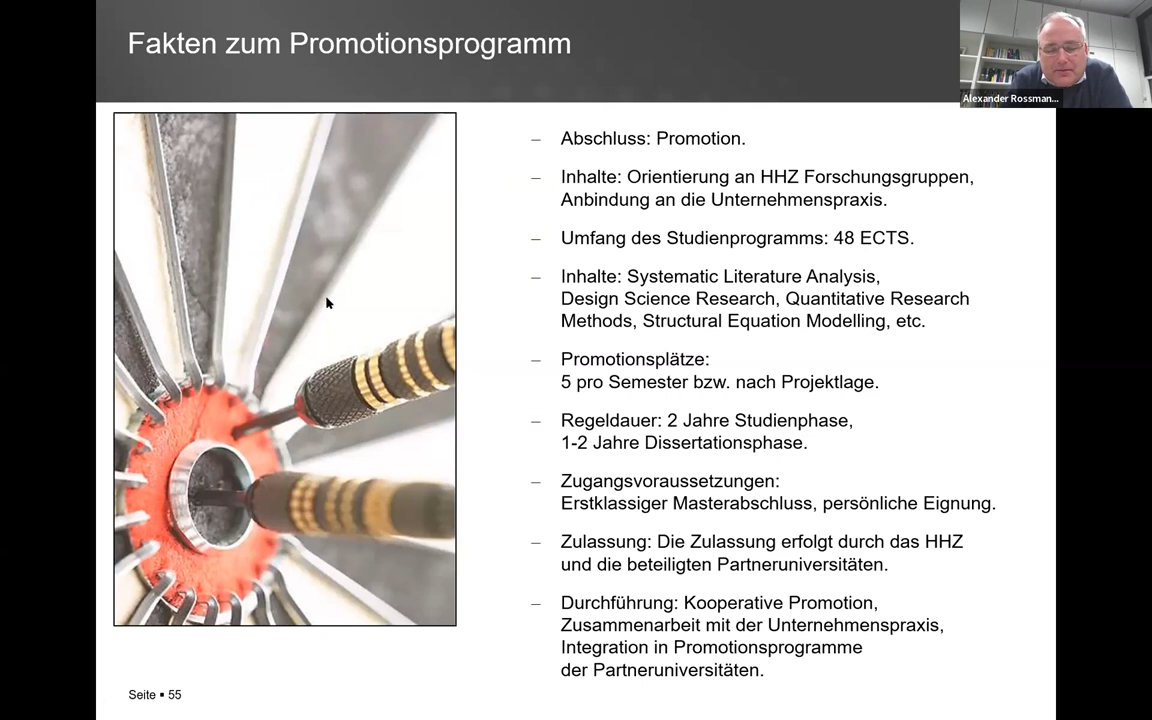 Fakten zum Promotionsprogramm
Alexander Rossman...
– Abschluss: Promotion.
– Inhalte: Orientierung an HHZ Forschungsgruppen,
Anbindung an die Unternehmenspraxis.
– Umfang des Studienprogramms: 48 ECTS.
– Inhalte: Systematic Literature Analysis,
Design Science Research, Quantitative Research
Methods, Structural Equation Modelling, etc.
– Promotionsplätze:
5 pro Semester bzw. nach Projektlage.
– Regeldauer: 2 Jahre Studienphase,
1-2 Jahre Dissertationsphase.
– Zugangsvoraussetzungen:
Erstklassiger Masterabschluss, persönliche Eignung.
– Zulassung: Die Zulassung erfolgt durch das HHZ
und die beteiligten Partneruniversitäten.
– Durchführung: Kooperative Promotion,
Zusammenarbeit mit der Unternehmenspraxis,
Integration in Promotionsprogramme
der Partneruniversitäten.
Seite ▪ 55